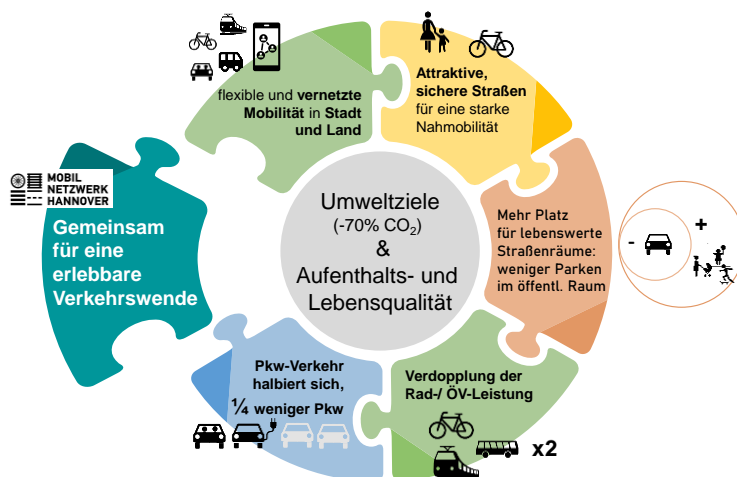 flexible und vernetzte
Mobilität in Stadt
und Land
Attraktive,
sichere Straßen
für eine starke
Nahmobilität
MOBIL
NETZWERK
HANNOVER
Gemeinsam
für eine
erlebbare
Verkehrswende
Umweltziele
(-70% CO₂)
&
Aufenthalts- und
Lebensqualität
Mehr Platz
für lebenswerte
Straßenräume:
weniger Parken
im öffentl. Raum
- +
Pkw-Verkehr
halbiert sich,
¼ weniger Pkw
Verdopplung der
Rad-/ ÖV-Leistung
x2